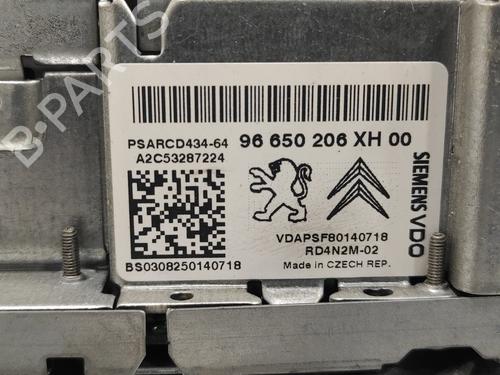 B-PARTS
PSARCD434-64
96 650 206 XH 00
A2C53287224
SIEMENS VDO
VDAPSF80140718
RD4N2M-02
BS0308250140718
Made in CZECH REP.